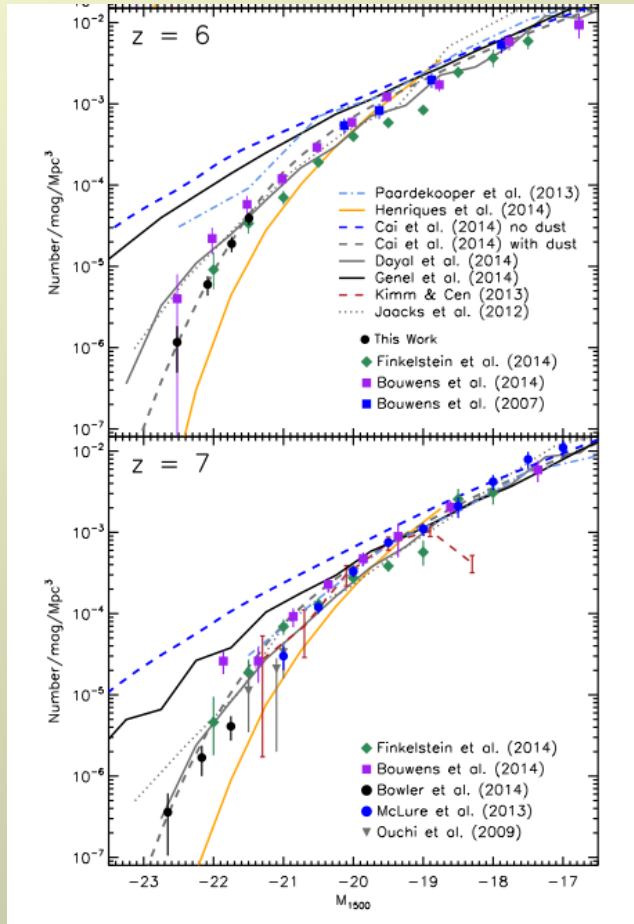 10⁻²
z = 6
10⁻³
10⁻⁴
10⁻⁵
10⁻⁶
10⁻⁷
Number/mag/Mpc³
Paardekooper et al. (2013)
Henriques et al. (2014)
Cai et al. (2014) no dust
Cai et al. (2014) with dust
Dayal et al. (2014)
Genel et al. (2014)
Kimm & Cen (2013)
Jaacks et al. (2012)
This Work
Finkelstein et al. (2014)
Bouwens et al. (2014)
Bouwens et al. (2007)
10⁻²
z = 7
10⁻³
10⁻⁴
10⁻⁵
10⁻⁶
10⁻⁷
Number/mag/Mpc³
Finkelstein et al. (2014)
Bouwens et al. (2014)
Bowler et al. (2014)
McLure et al. (2013)
Ouchi et al. (2009)
-23 -22 -21 -20 -19 -18 -17
M₁₅₀₀